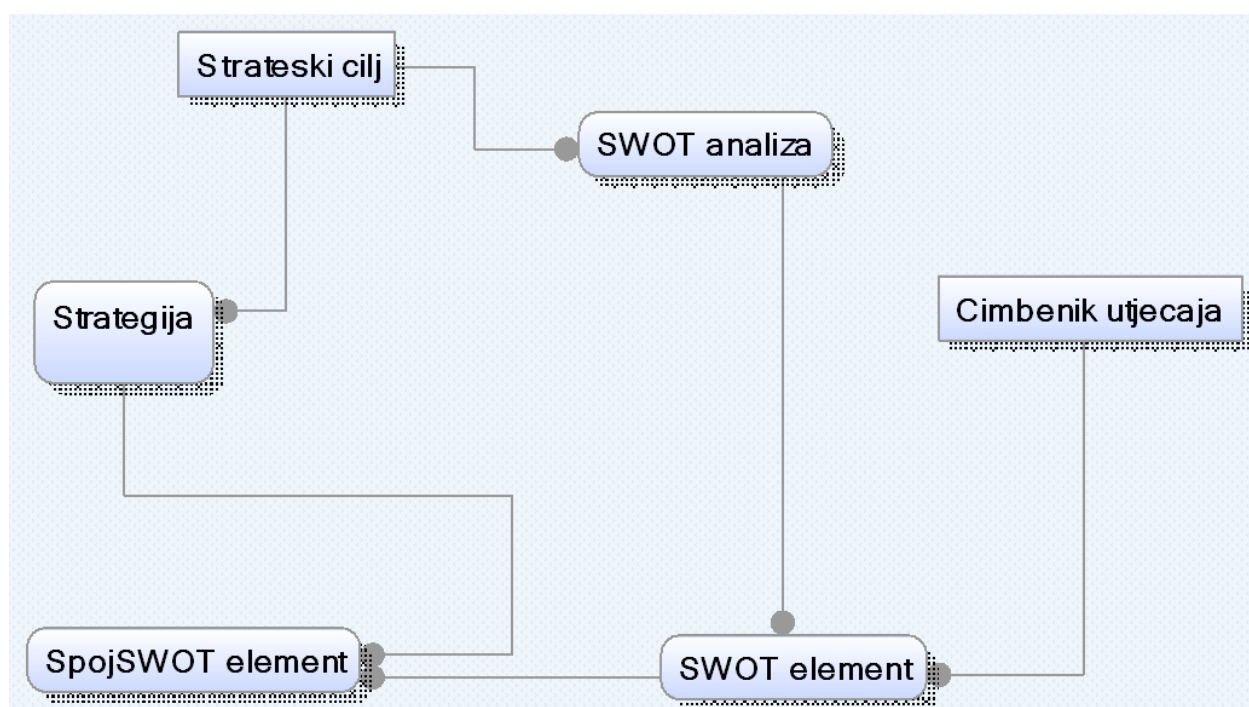 Strateski cilj
SWOT analiza
Strategija
Cimbenik utjecaja
SpojSWOT element
SWOT element